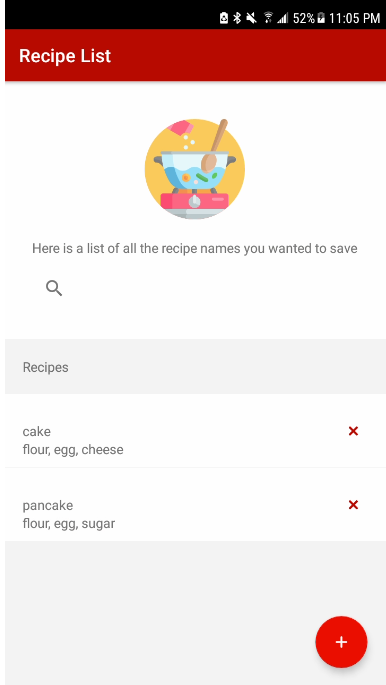 52% 11:05 PM
Recipe List
Here is a list of all the recipe names you wanted to save
Recipes
cake
flour, egg, cheese
pancake
flour, egg, sugar